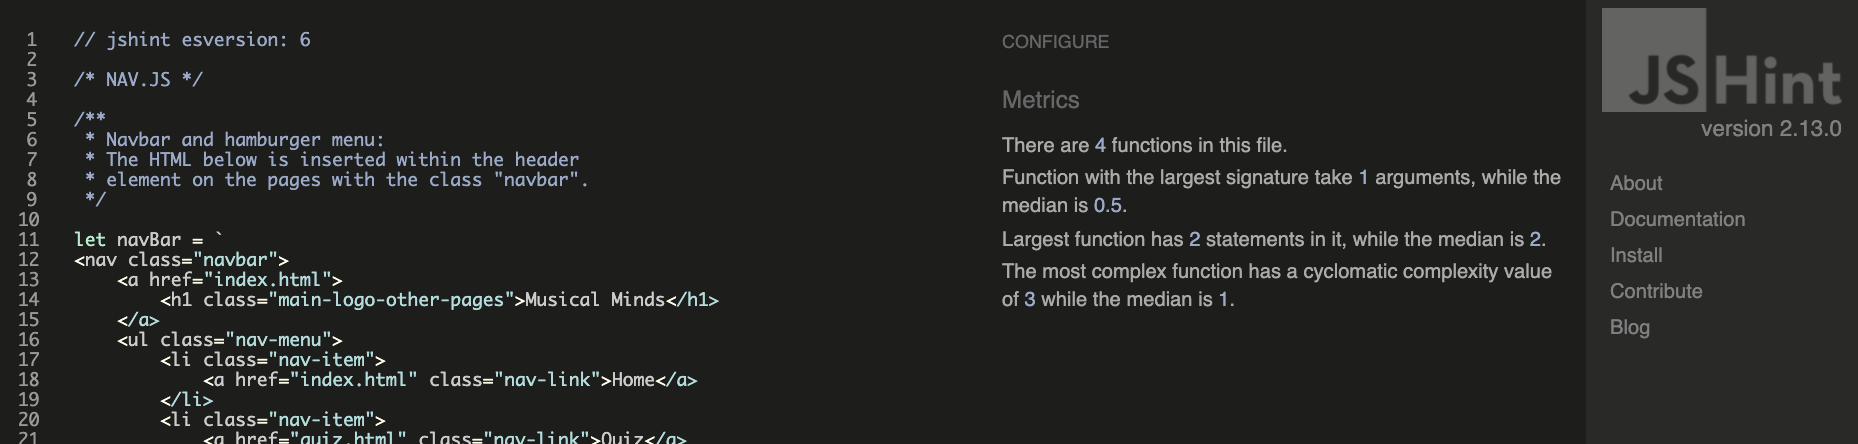 1 // jshint esversion: 6
2
3 /* NAV.JS */
4
5 /**
6  * Navbar and hamburger menu:
7  * The HTML below is inserted within the header
8  * element on the pages with the class "navbar".
9  */
10
11 let navBar = `
12 <nav class="navbar">
13     <a href="index.html">
14         <h1 class="main-logo-other-pages">Musical Minds</h1>
15     </a>
16     <ul class="nav-menu">
17         <li class="nav-item">
18             <a href="index.html" class="nav-link">Home</a>
19         </li>
20         <li class="nav-item">
21             <a href="quiz.html" class="nav-link">Quiz</a>
CONFIGURE
Metrics
There are 4 functions in this file.
Function with the largest signature take 1 arguments, while the
median is 0.5.
Largest function has 2 statements in it, while the median is 2.
The most complex function has a cyclomatic complexity value
of 3 while the median is 1.
JSHint
version 2.13.0
About
Documentation
Install
Contribute
Blog